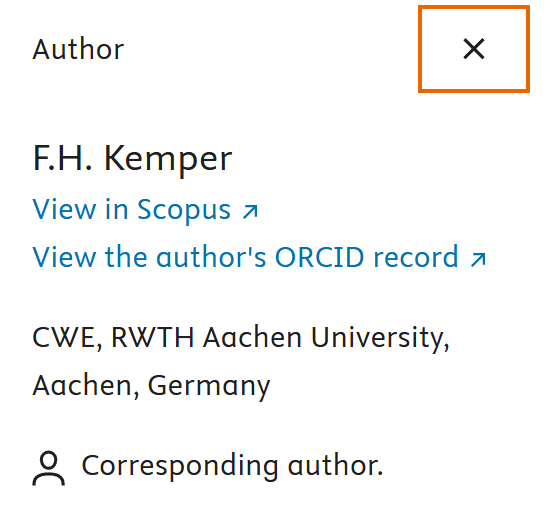 Author
F.H. Kemper
View in Scopus ↗
View the author's ORCID record ↗
CWE, RWTH Aachen University,
Aachen, Germany
Corresponding author.